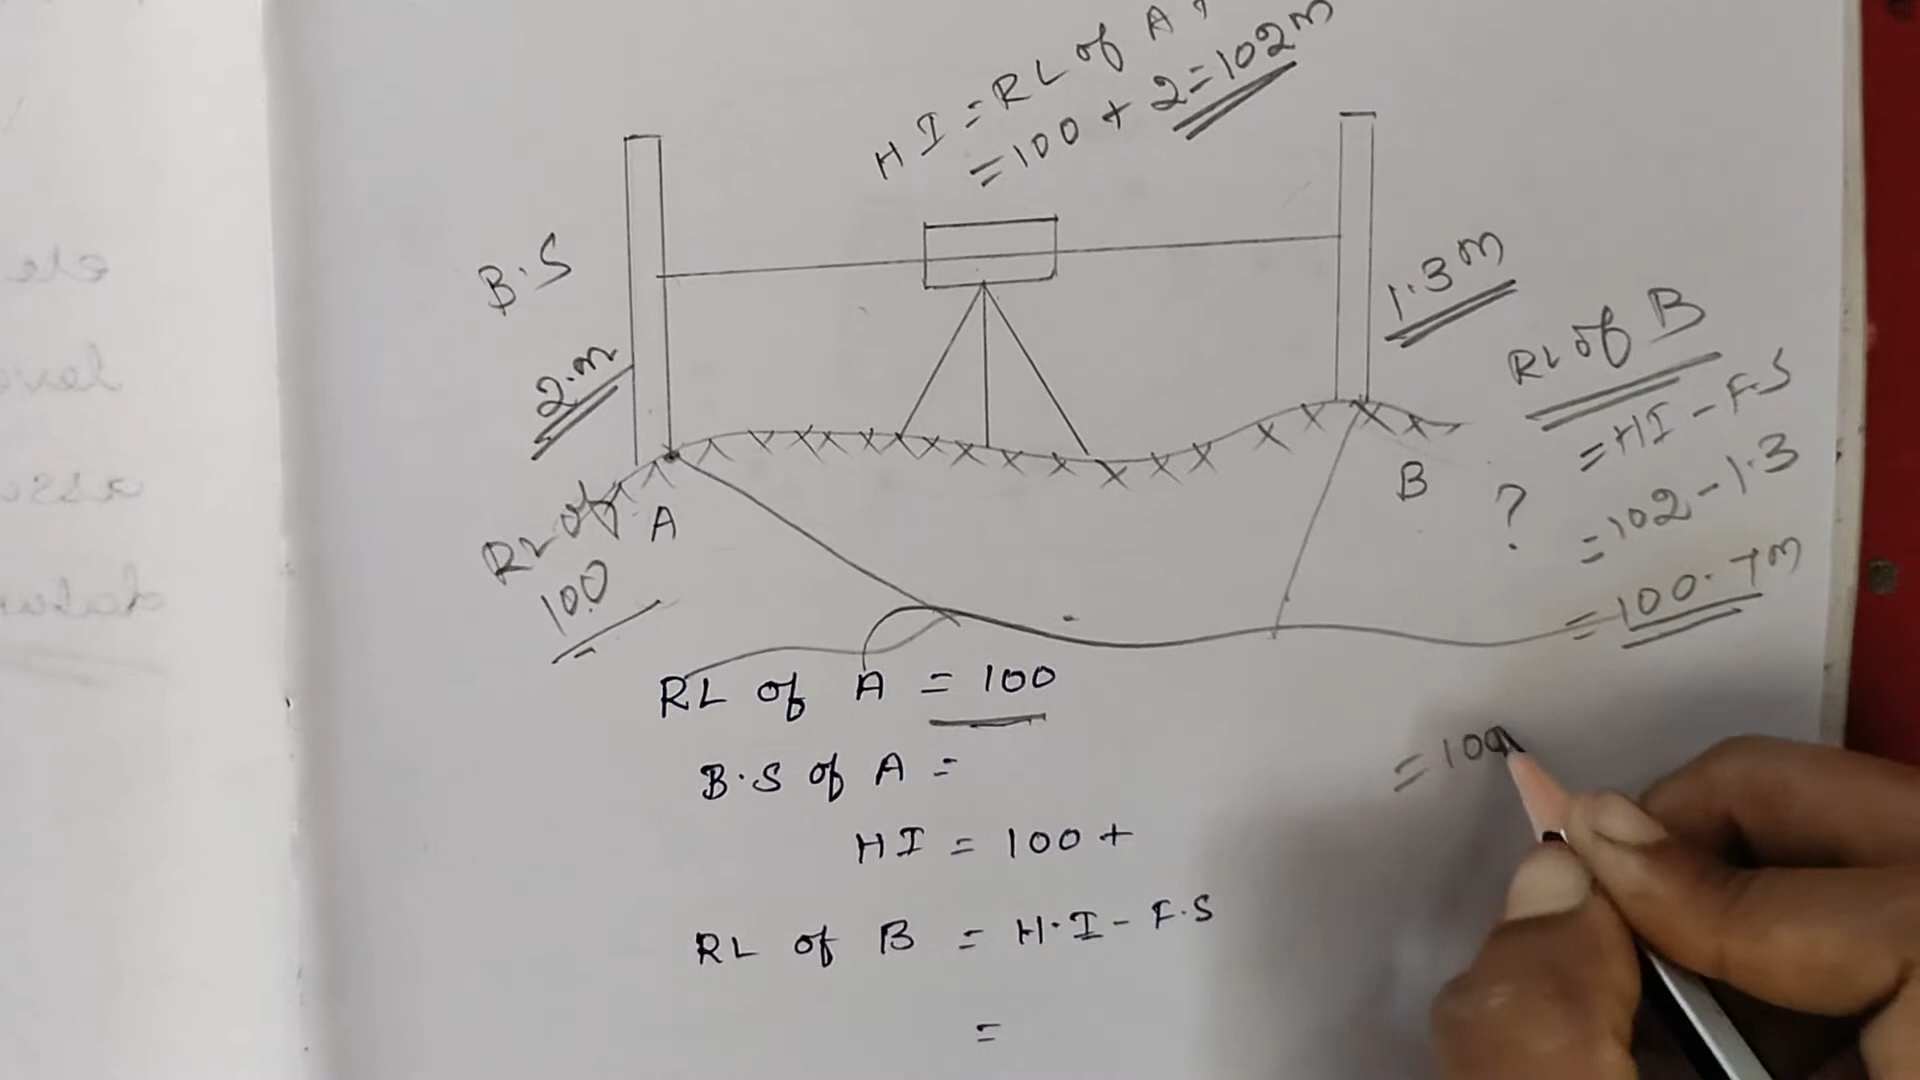 HI = RL of A
= 100 + 2 = 102m
B.S
2.m
1.3m
RL of B
= HI - F.S
= 102 - 1.3
= 100.7m
RL of
100
A
B
?
RL of A = 100
B.S of A =
HI = 100 +
RL of B = H.I - F.S
=